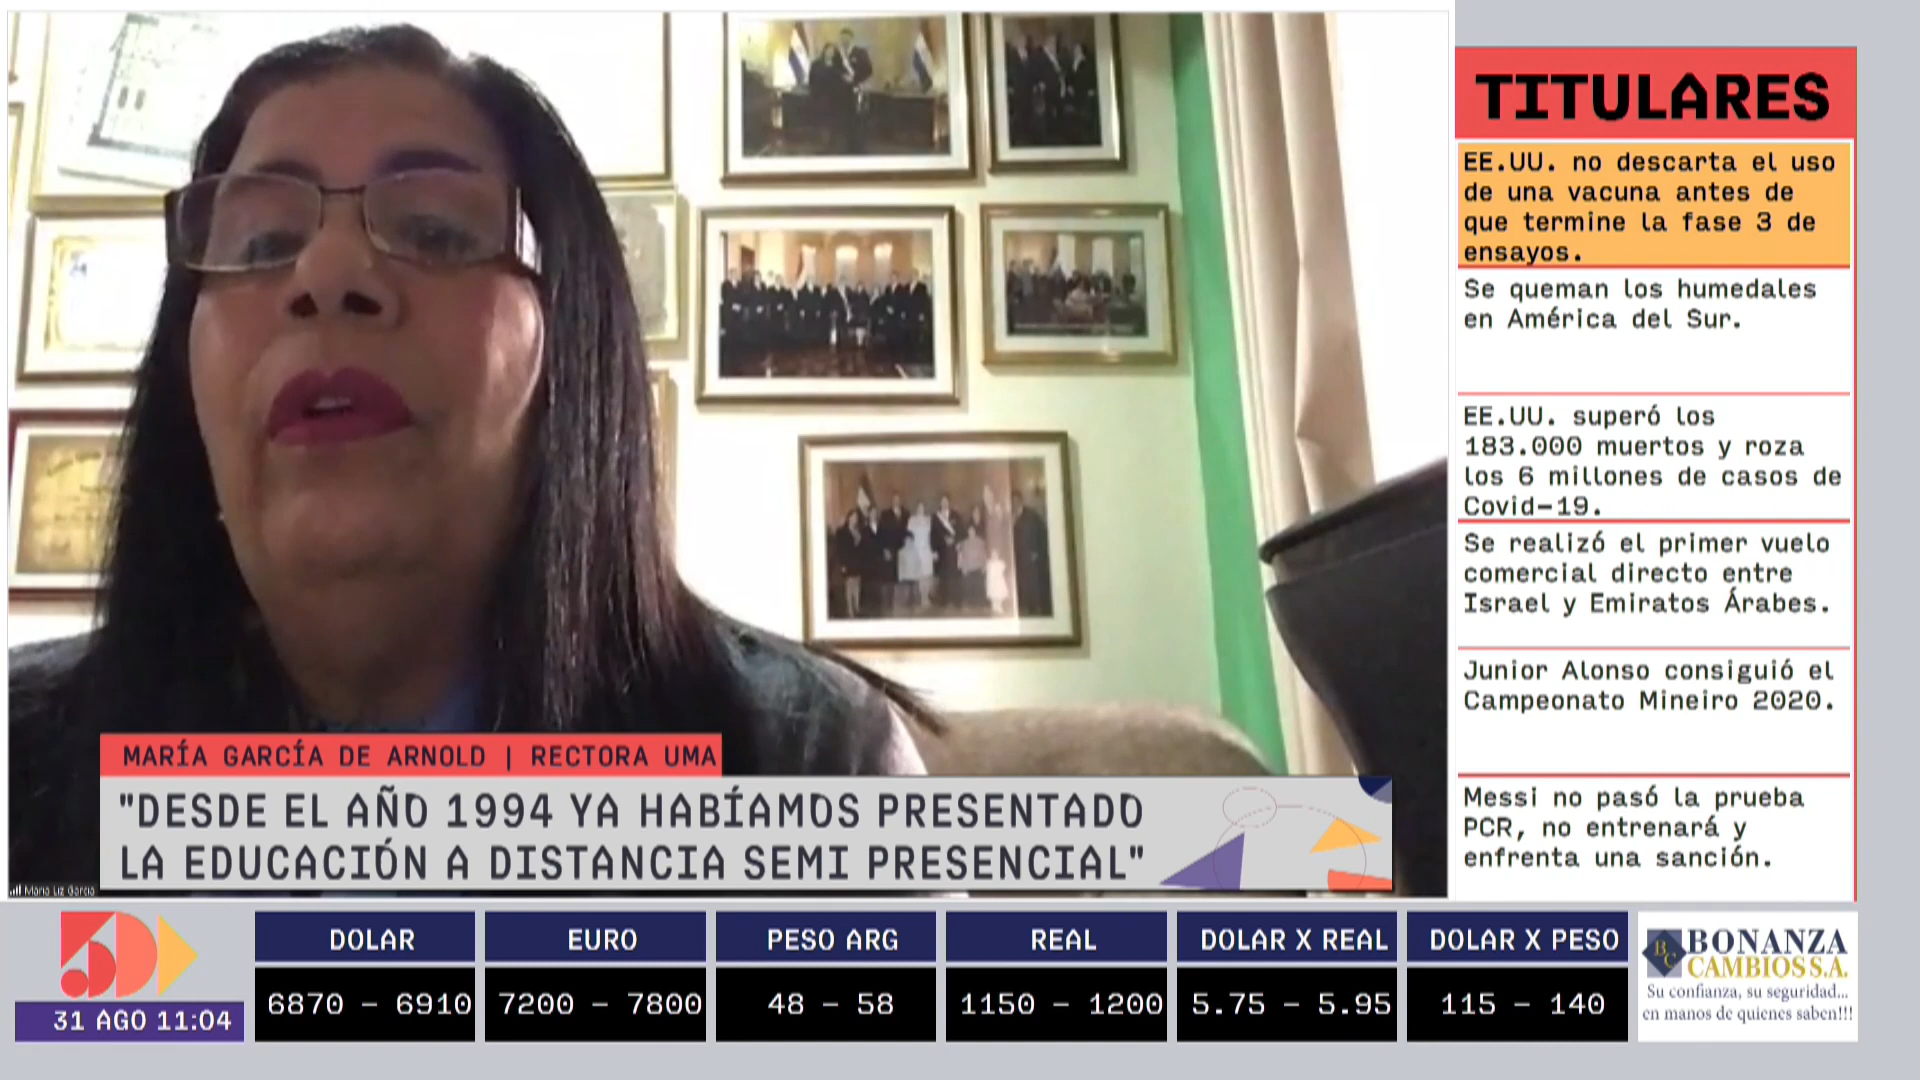 TITULARES
EE.UU. no descarta el uso
de una vacuna antes de
que termine la fase 3 de
ensayos.
Se queman los humedales
en América del Sur.
EE.UU. superó los
183.000 muertos y roza
los 6 millones de casos de
Covid-19.
Se realizó el primer vuelo
comercial directo entre
Israel y Emiratos Árabes.
Junior Alonso consiguió el
Campeonato Mineiro 2020.
Messi no pasó la prueba
PCR, no entrenará y
enfrenta una sanción.
MARÍA GARCÍA DE ARNOLD | RECTORA UMA
"DESDE EL AÑO 1994 YA HABÍAMOS PRESENTADO
LA EDUCACIÓN A DISTANCIA SEMI PRESENCIAL"
Maria Liz Garcia
5D
31 AGO 11:04
DOLAR
6870 - 6910
EURO
7200 - 7800
PESO ARG
48 - 58
REAL
1150 - 1200
DOLAR X REAL
5.75 - 5.95
DOLAR X PESO
115 - 140
BC
BONANZA
CAMBIOS S.A.
Su confianza, su seguridad...
en manos de quienes saben!!!